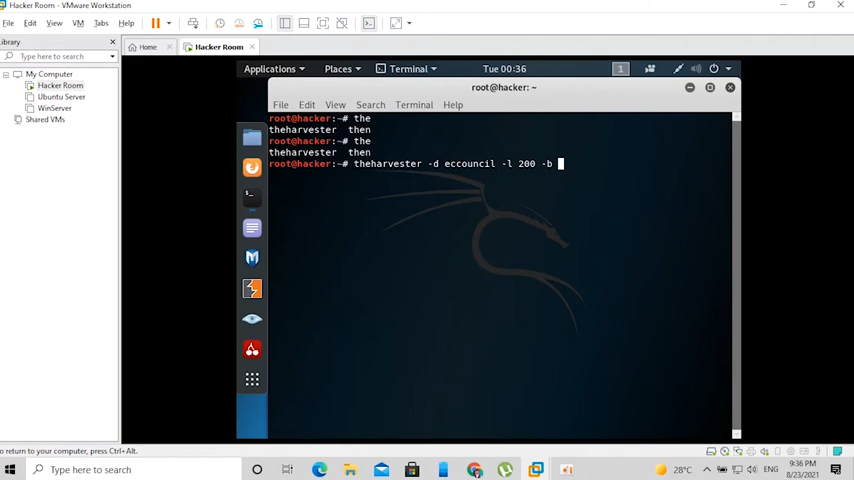 Hacker Room - VMware Workstation
File Edit View VM Tabs Help
Library
Type here to search
My Computer
Hacker Room
Ubuntu Server
WinServer
Shared VMs
Home
Hacker Room
Applications Places Terminal Tue 00:36 1
root@hacker: ~
File Edit View Search Terminal Help
root@hacker:~# the
theharvester then
root@hacker:~# the
theharvester then
root@hacker:~# theharvester -d eccouncil -l 200 -b
o return to your computer, press Ctrl+Alt.
Type here to search
28°C ENG 9:36 PM
8/23/2021